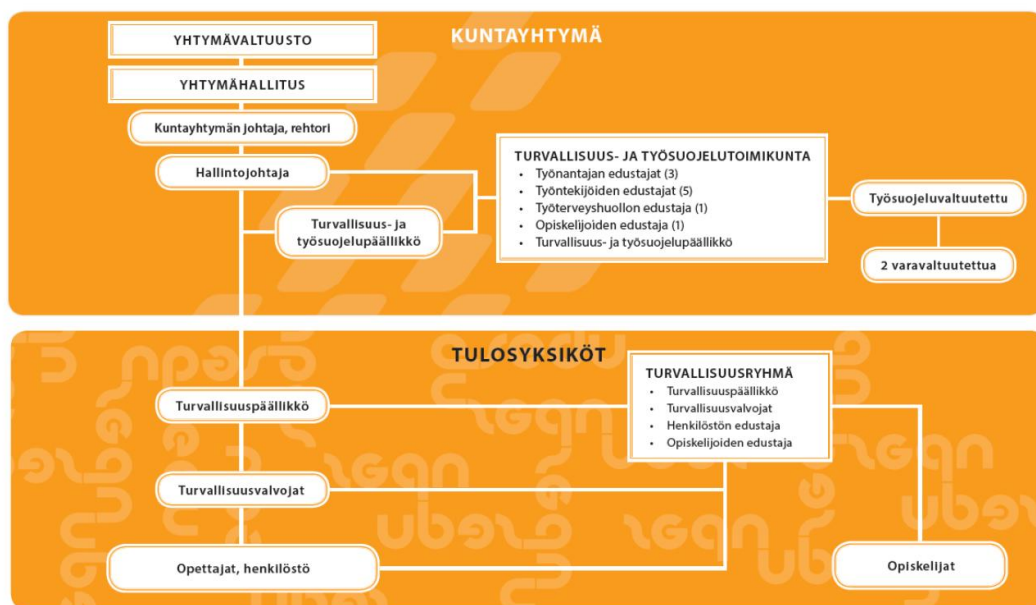 KUNTAYHTYMÄ
YHTYMÄVALTUUSTO
YHTYMÄHALLITUS
Kuntayhtymän johtaja, rehtori
Hallintojohtaja
Turvallisuus- ja
työsuojelupäällikkö
TURVALLISUUS- JA TYÖSUOJELUTOIMIKUNTA
• Työnantajan edustajat (3)
• Työntekijöiden edustajat (5)
• Työterveyshuollon edustaja (1)
• Opiskelijoiden edustaja (1)
• Turvallisuus- ja työsuojelupäällikkö
Työsuojeluvaltuutettu
2 varavaltuutettua
TULOSYKSIKÖT
TURVALLISUUSRYHMÄ
• Turvallisuuspäällikkö
• Turvallisuusvalvojat
• Henkilöstön edustaja
• Opiskelijoiden edustaja
Turvallisuuspäällikkö
Turvallisuusvalvojat
Opettajat, henkilöstö
Opiskelijat